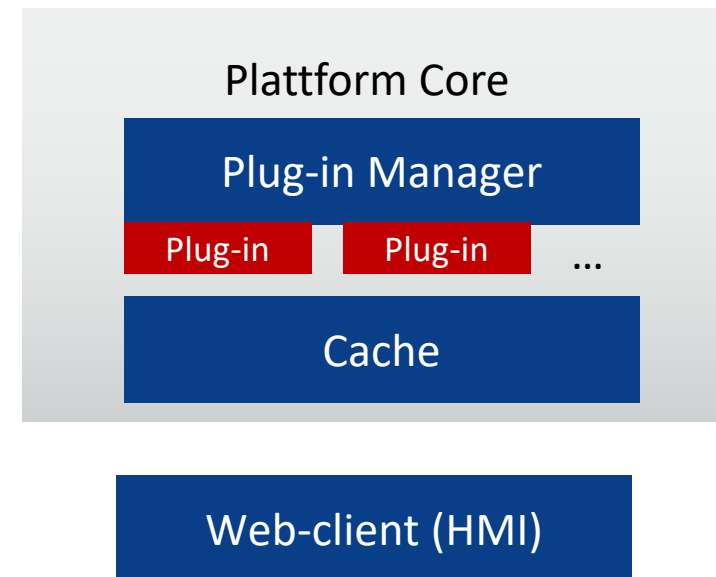 Plattform Core
Plug-in Manager
Plug-in Plug-in ...
Cache
Web-client (HMI)